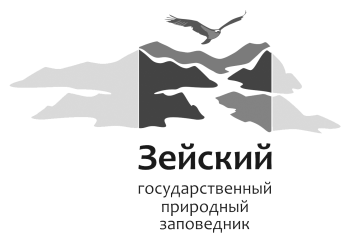 Зейский
государственный
природный
заповедник